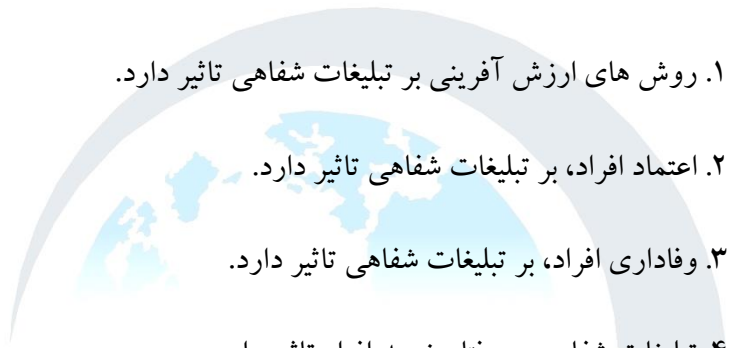 ۱. روش های ارزش آفرینی بر تبلیغات شفاهی تاثیر دارد.
۲. اعتماد افراد، بر تبلیغات شفاهی تاثیر دارد.
۳. وفاداری افراد، بر تبلیغات شفاهی تاثیر دارد.